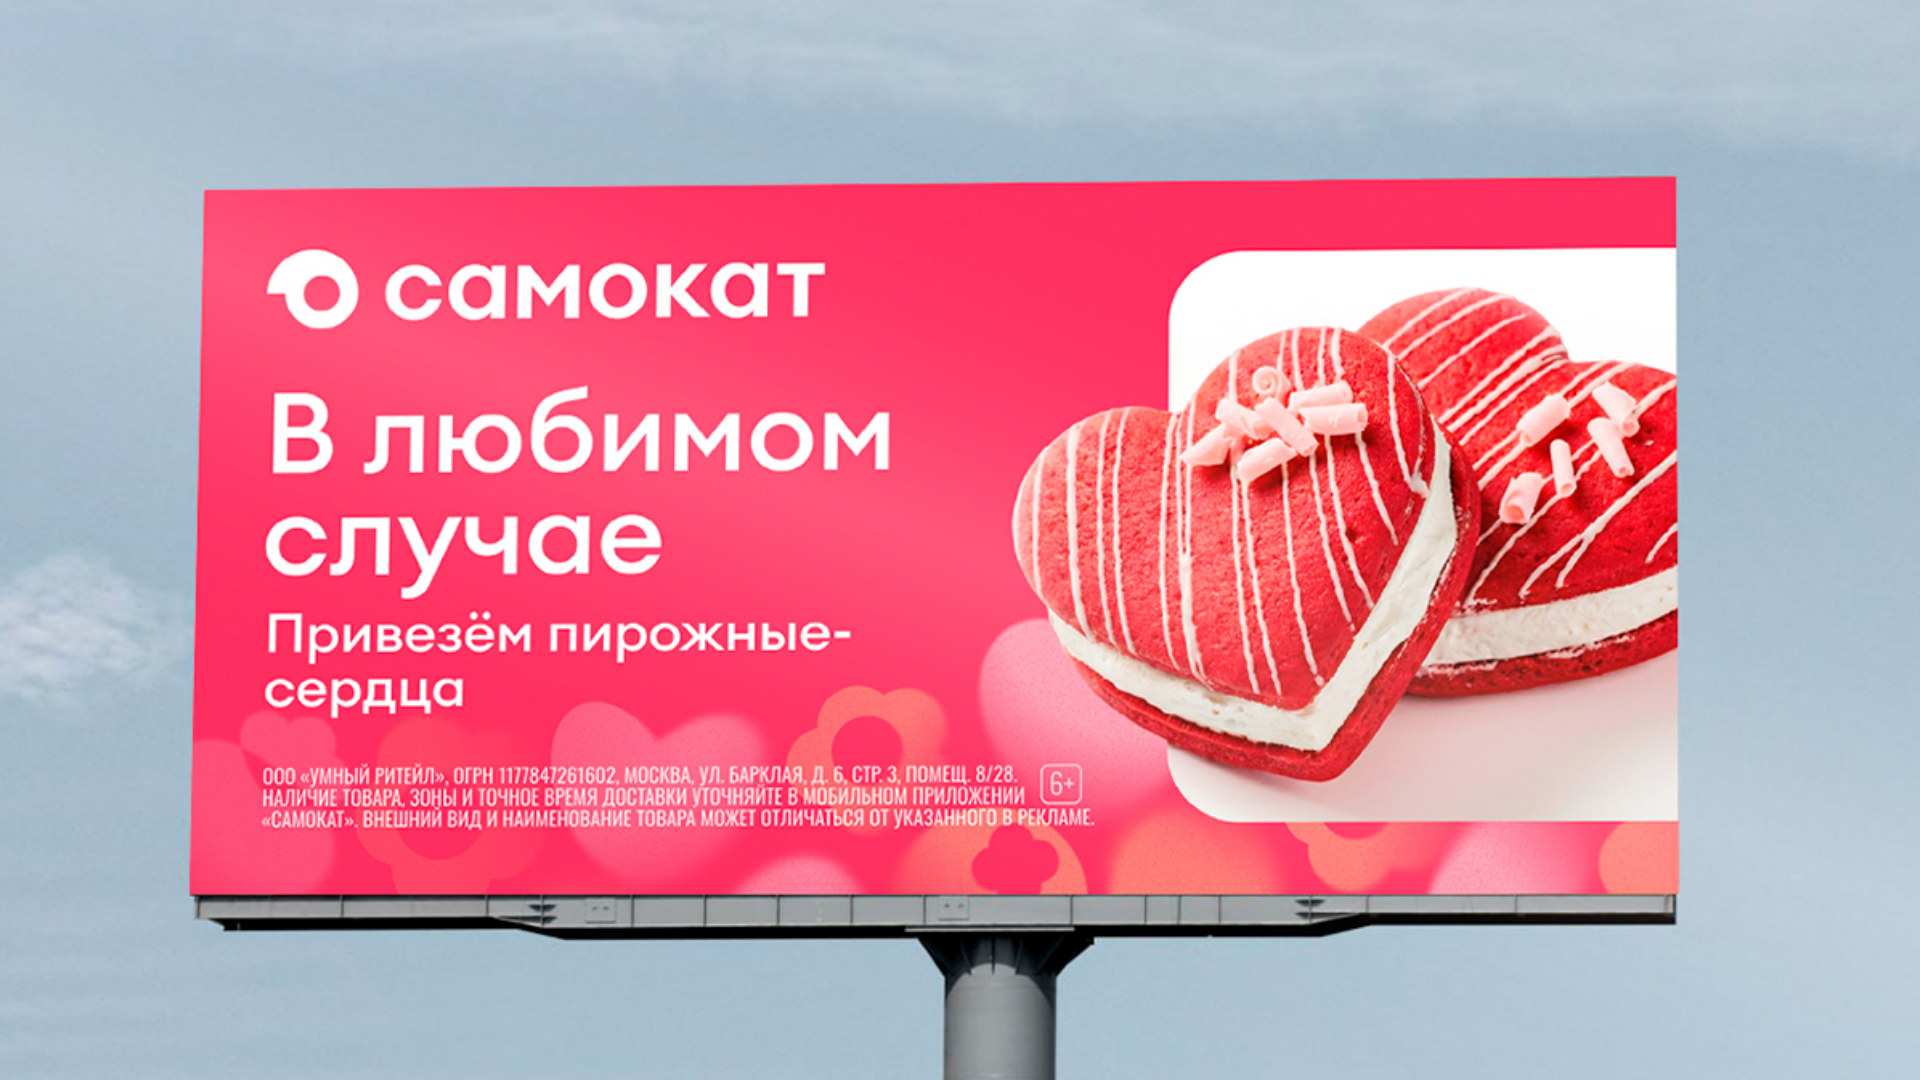 самокат
В любимом
случае
Привезём пирожные-
сердца
ООО «УМНЫЙ РИТЕЙЛ», ОГРН 1177847261602, МОСКВА, УЛ. БАРКЛАЯ, Д. 6, СТР. 3, ПОМЕЩ. 8/28.
НАЛИЧИЕ ТОВАРА, ЗОНЫ И ТОЧНОЕ ВРЕМЯ ДОСТАВКИ УТОЧНЯЙТЕ В МОБИЛЬНОМ ПРИЛОЖЕНИИ
«САМОКАТ». ВНЕШНИЙ ВИД И НАИМЕНОВАНИЕ ТОВАРА МОЖЕТ ОТЛИЧАТЬСЯ ОТ УКАЗАННОГО В РЕКЛАМЕ.
6+